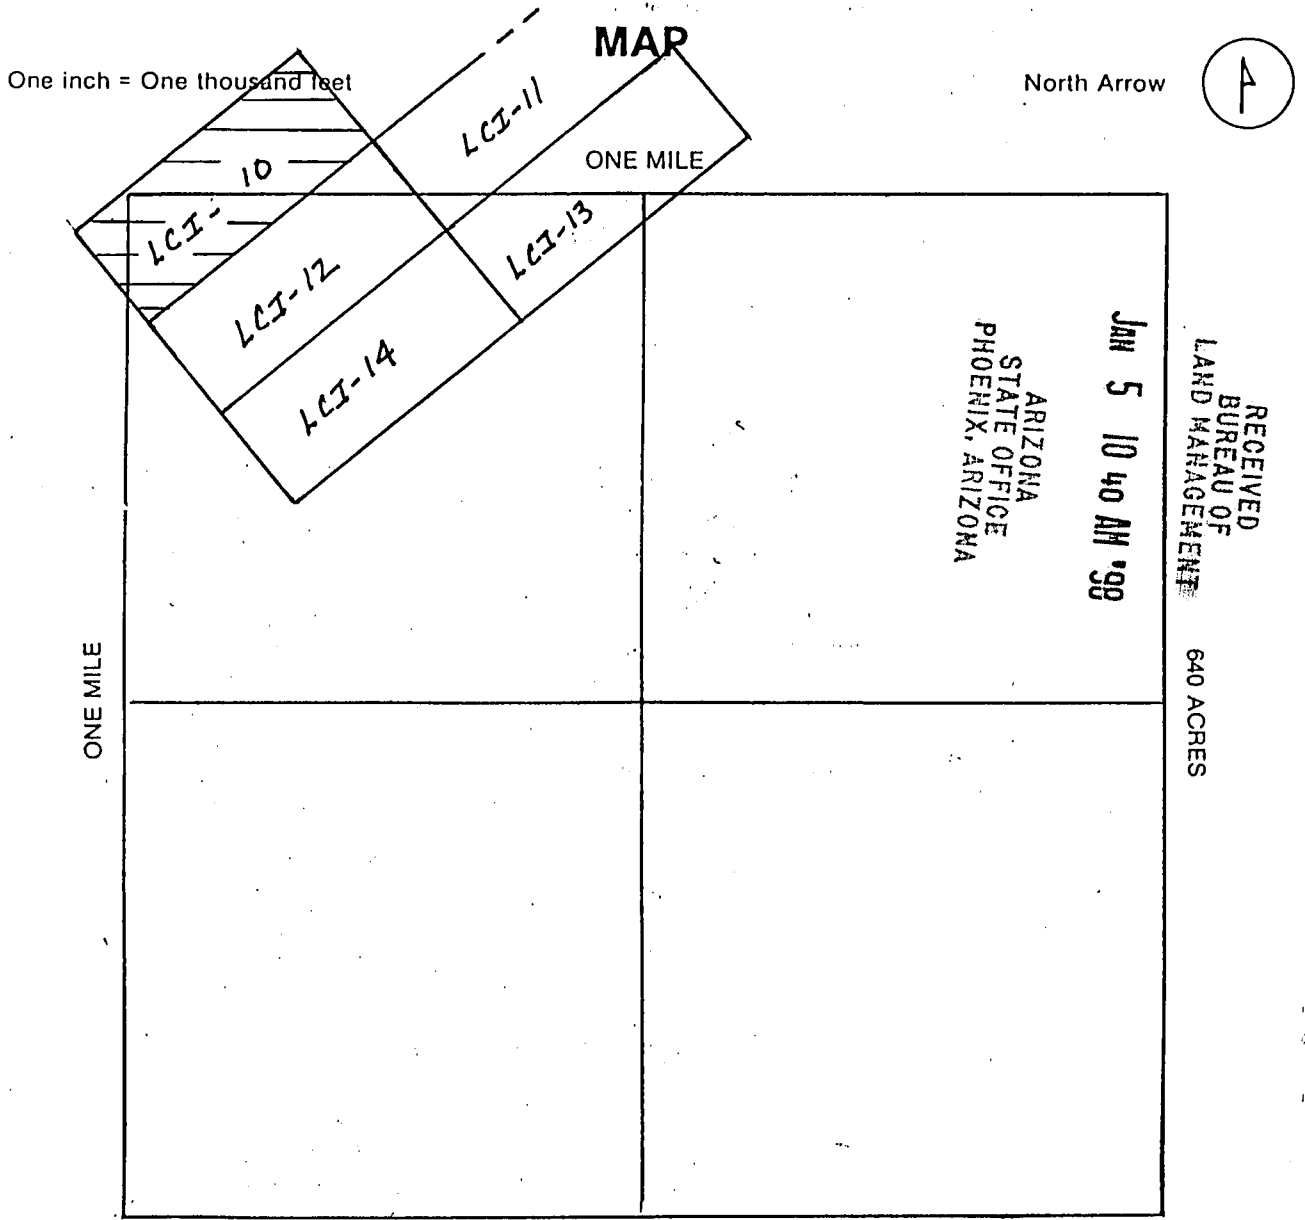 MAP
One inch = One thousand feet
North Arrow
ONE MILE
LCI-11
LCI-10
LCI-13
LCI-12
LCI-14
RECEIVED
BUREAU OF
LAND MANAGEMENT
JAN 5 10 40 AM '98
ARIZONA
STATE OFFICE
PHOENIX, ARIZONA
ONE MILE
640 ACRES